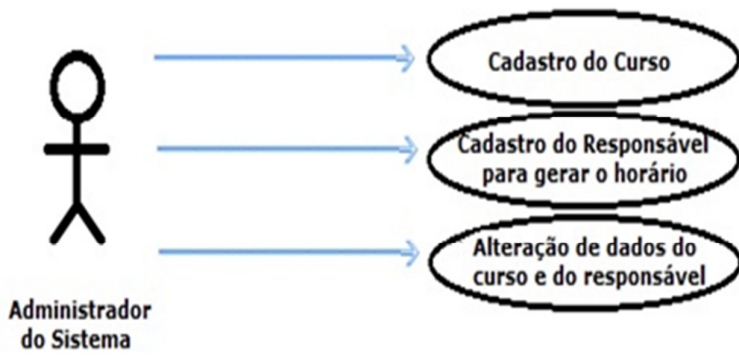 Cadastro do Curso
Cadastro do Responsável
para gerar o horário
Alteração de dados do
curso e do responsável
Administrador
do Sistema